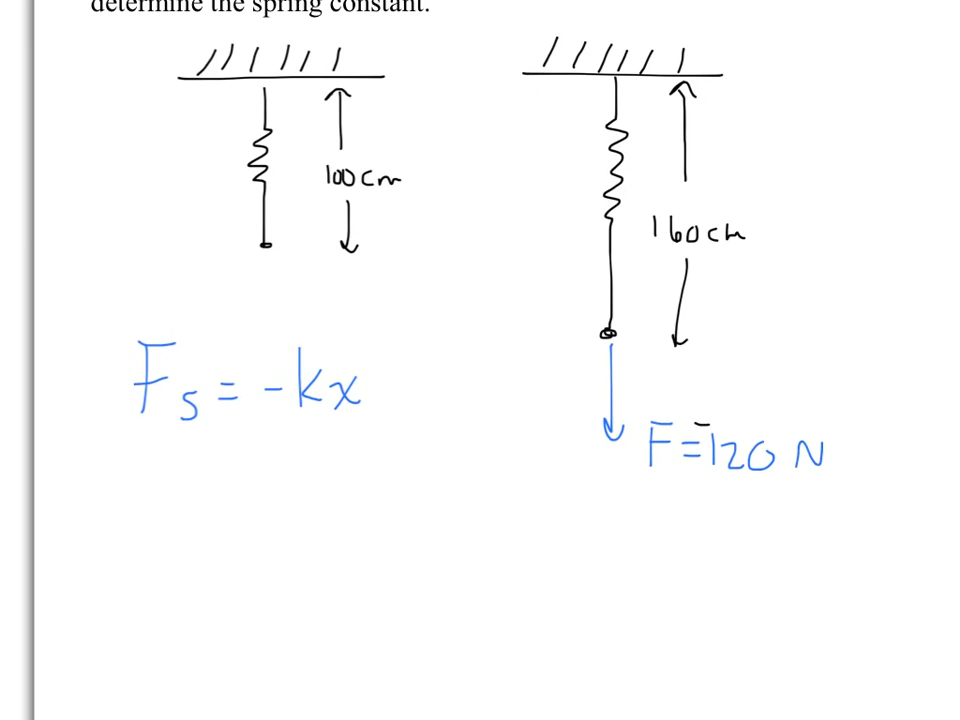 determine the spring constant.
100cm
160cm
Fs = -kx
F = -120 N